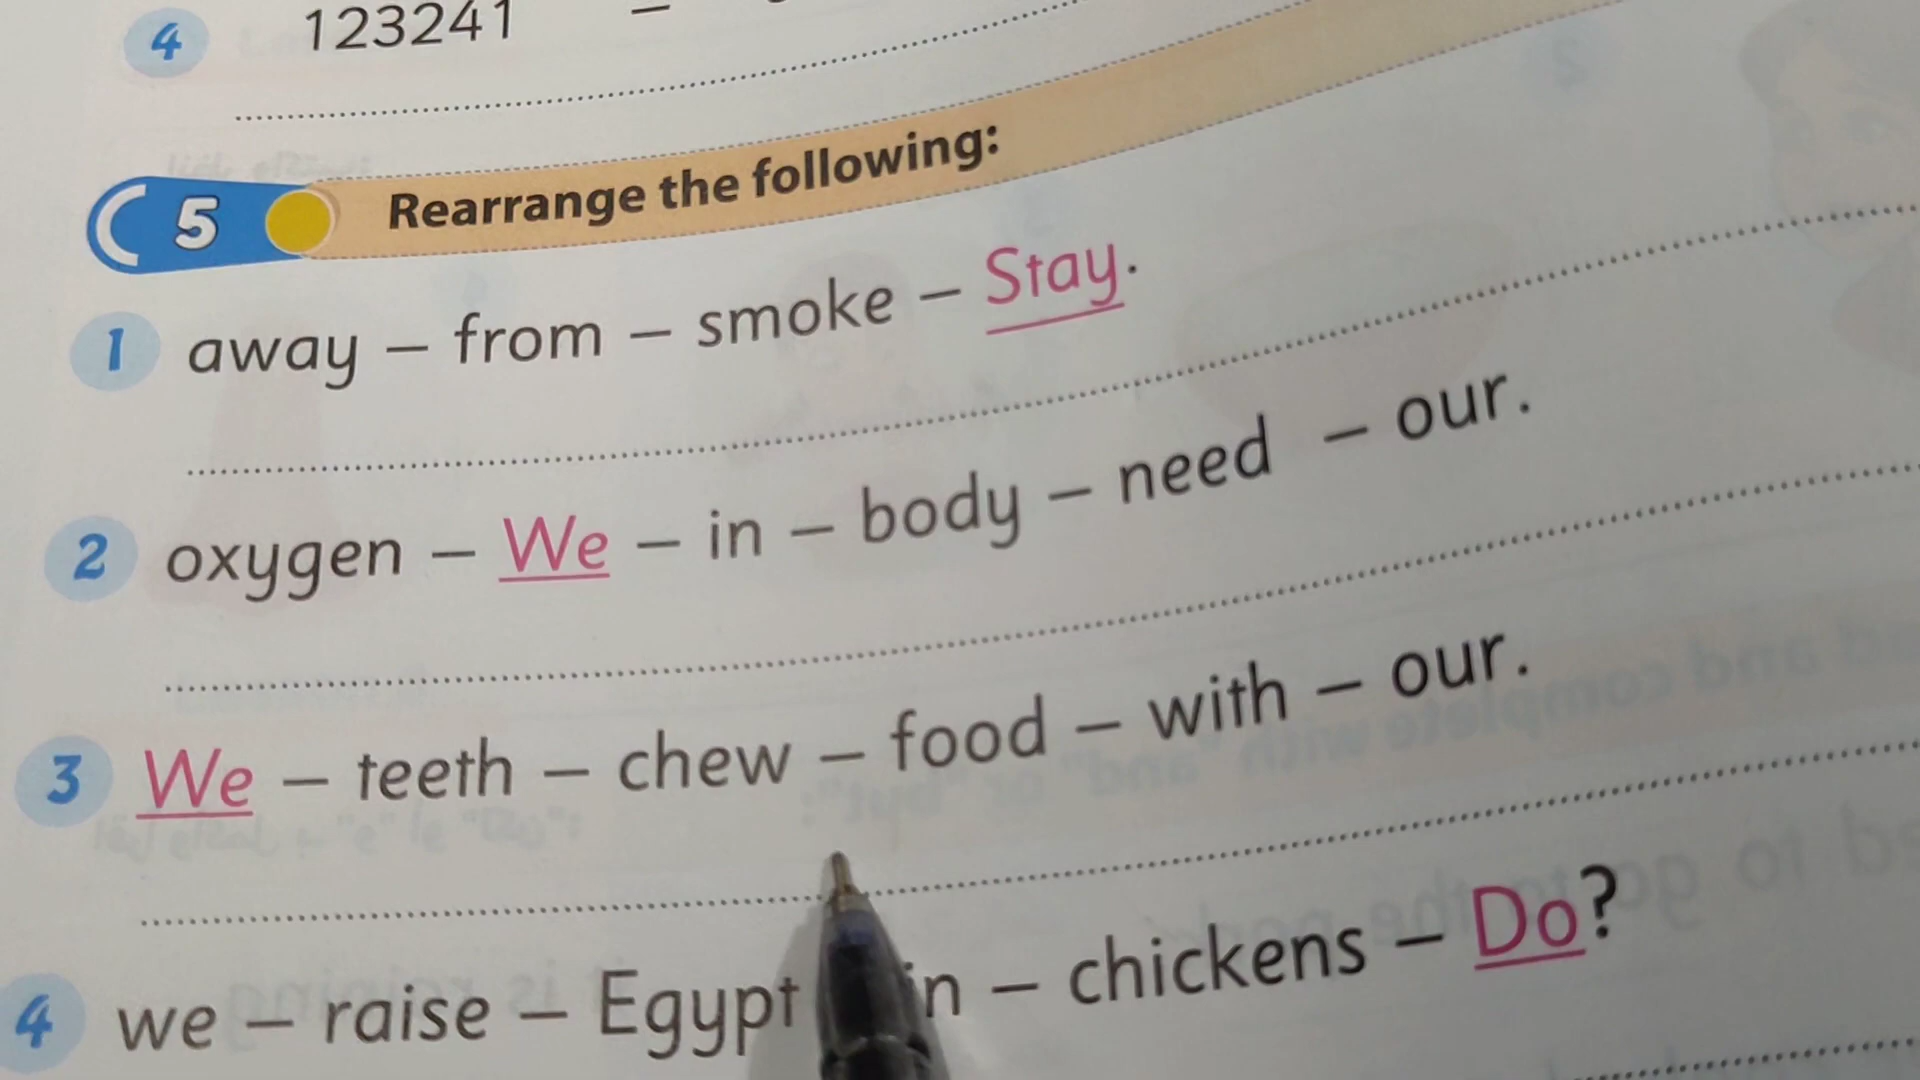 4 123241 –
5 Rearrange the following:
1 away – from – smoke – Stay.
2 oxygen – We – in – body – need – our.
3 We – teeth – chew – food – with – our.
4 we – raise – Egypt in – chickens – Do?